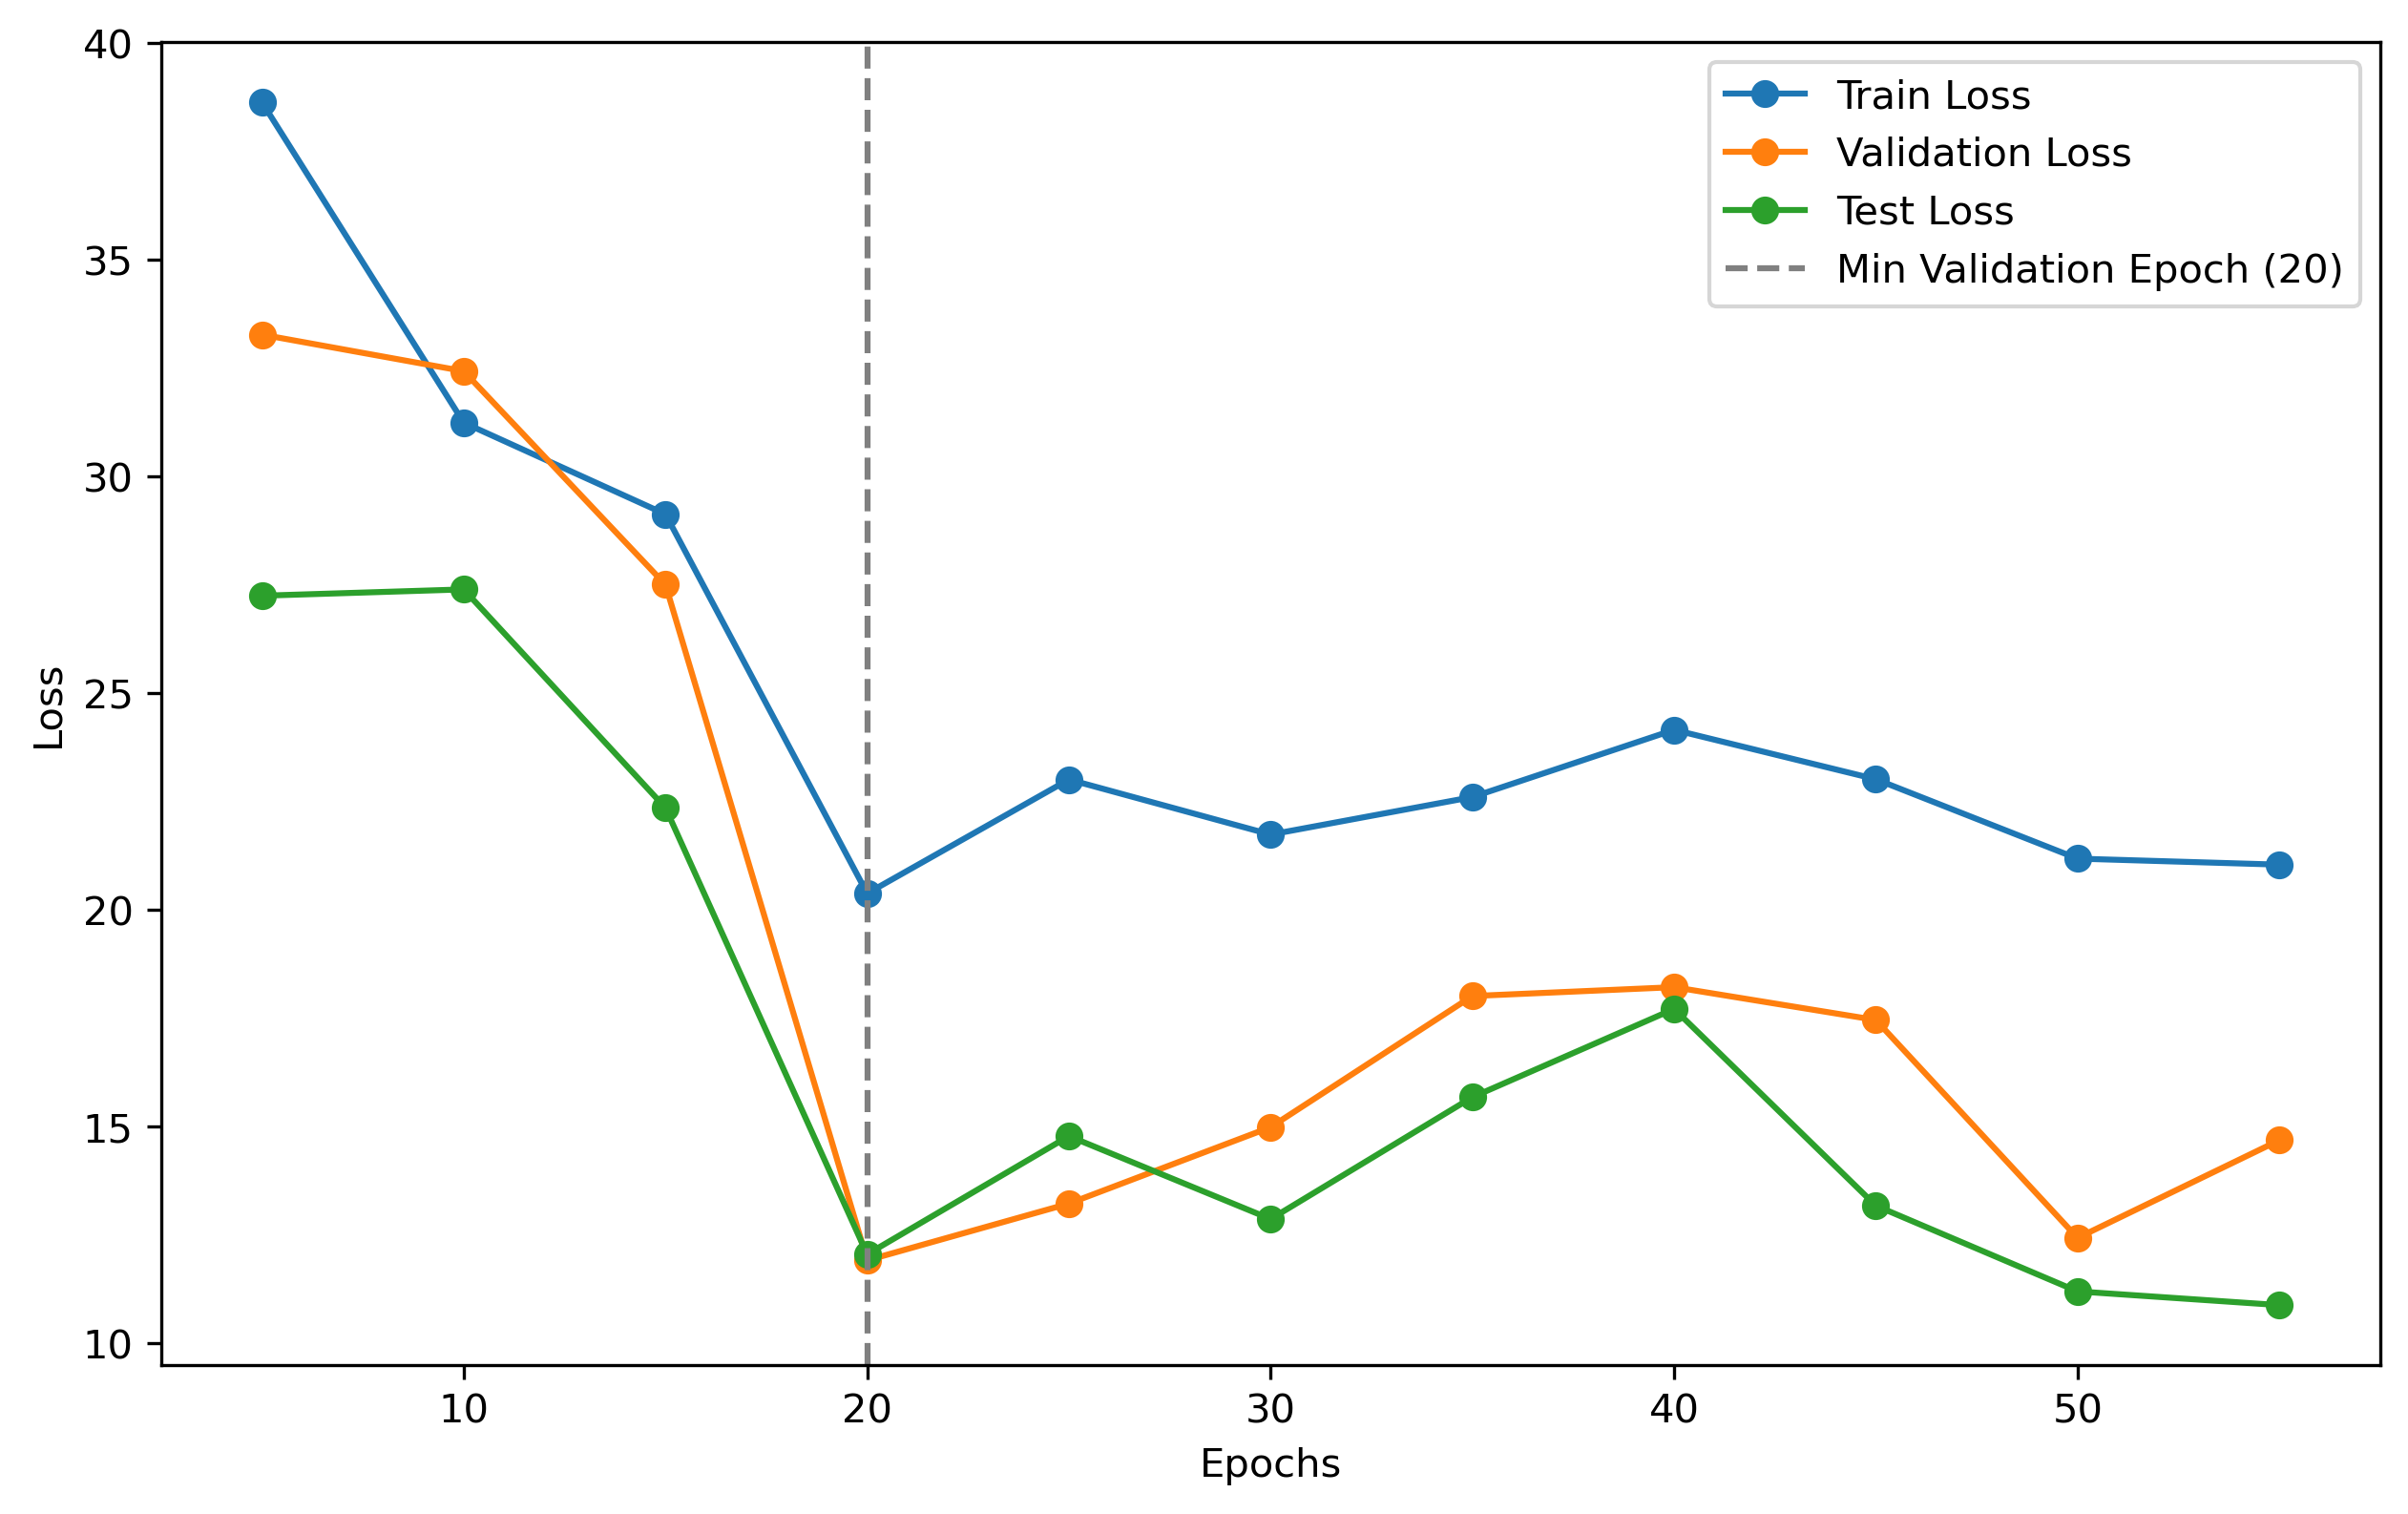 40
35
30
25
20
15
10
Loss
10 20 30 40 50
Epochs
Train Loss
Validation Loss
Test Loss
Min Validation Epoch (20)